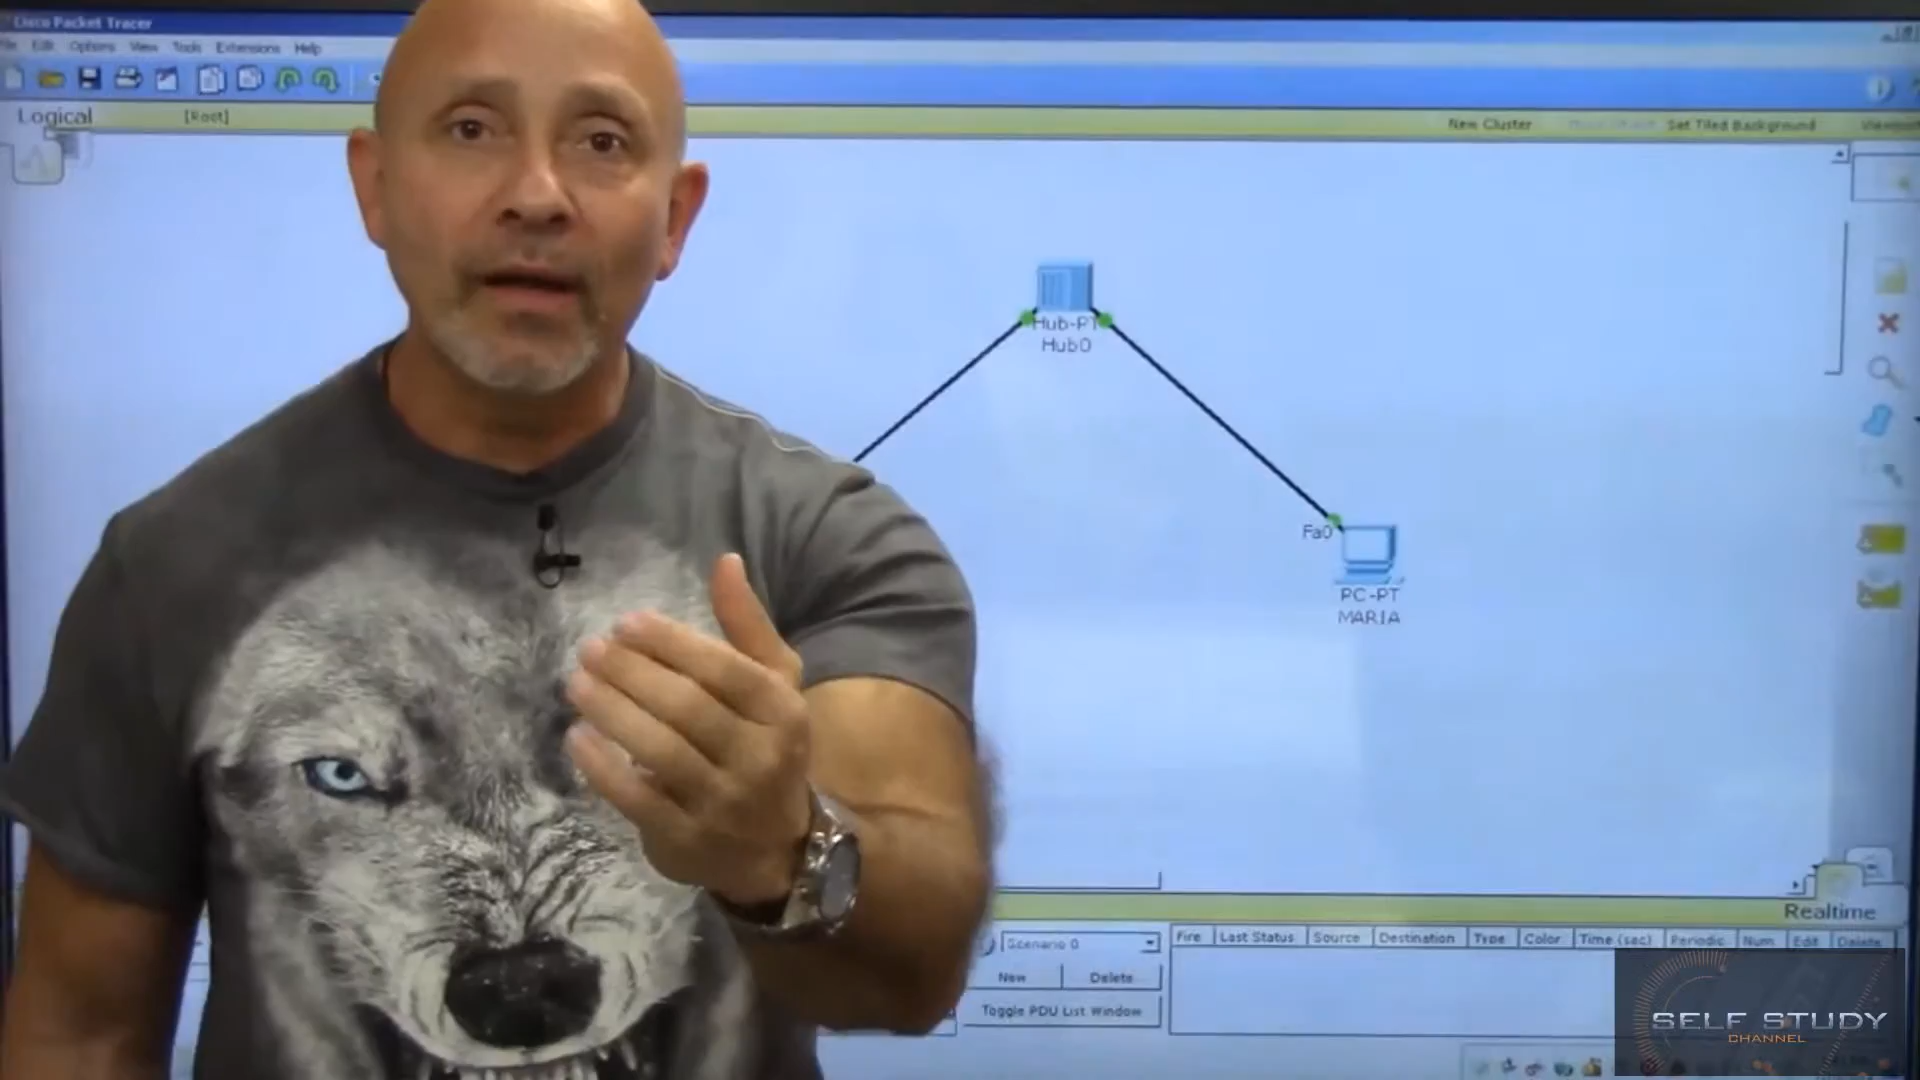 Cisco Packet Tracer
File Edit Options View Tools Extensions Help
Logical [Root] New Cluster Set Tiled Background Viewport
Hub-PT
Hub0
Fa0
PC-PT
MARIA
Realtime
Scenario 0
Fire Last Status Source Destination Type Color Time (sec) Periodic Num Edit Delete
New Delete
Toggle PDU List Window
SELF STUDY
CHANNEL